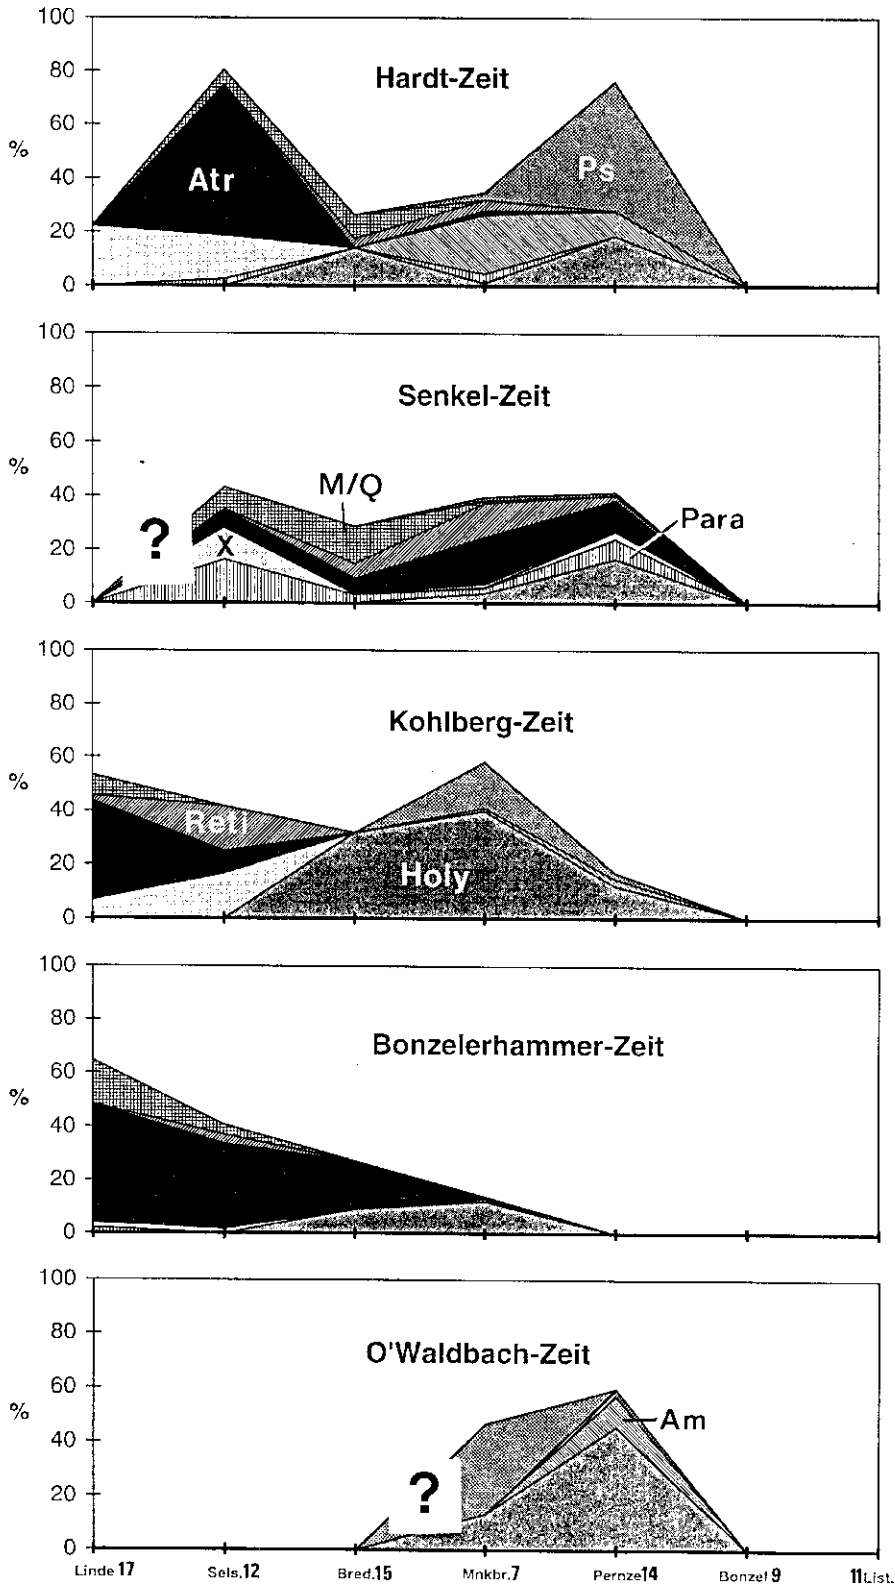 100
80
Hardt-Zeit
60
%
40
Atr
Ps
20
0
100
80
Senkel-Zeit
60
%
M/Q
40
?
Para
X
20
0
100
80
Kohlberg-Zeit
60
%
40
Reti
Holy
20
0
100
80
Bonzelerhammer-Zeit
60
%
40
20
0
100
80
O'Waldbach-Zeit
60
%
Am
40
?
20
0
Linde 17 Sels.12 Bred.15 Mnkbr.7 Pernze14 Bonzel 9 11List.